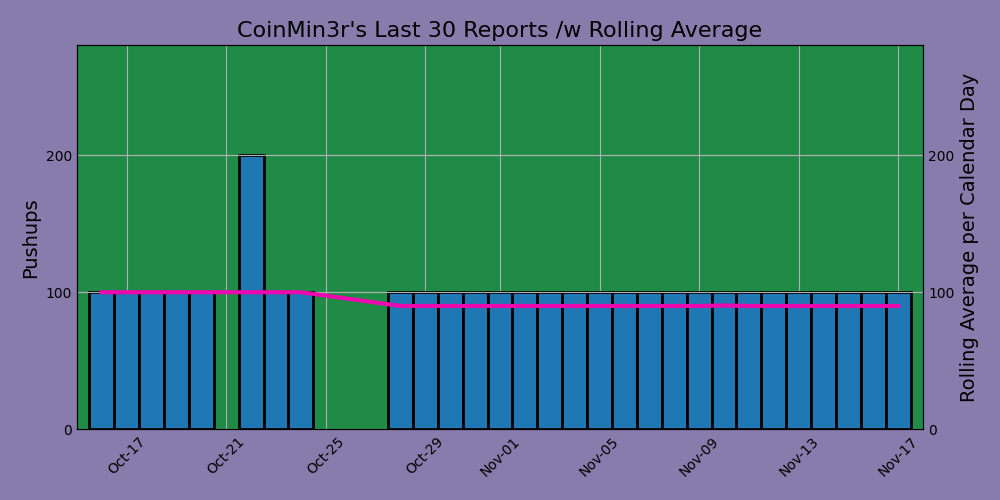 CoinMin3r's Last 30 Reports /w Rolling Average
Pushups
200
100
0
200
100
0
Rolling Average per Calendar Day
Oct-17
Oct-21
Oct-25
Oct-29
Nov-01
Nov-05
Nov-09
Nov-13
Nov-17